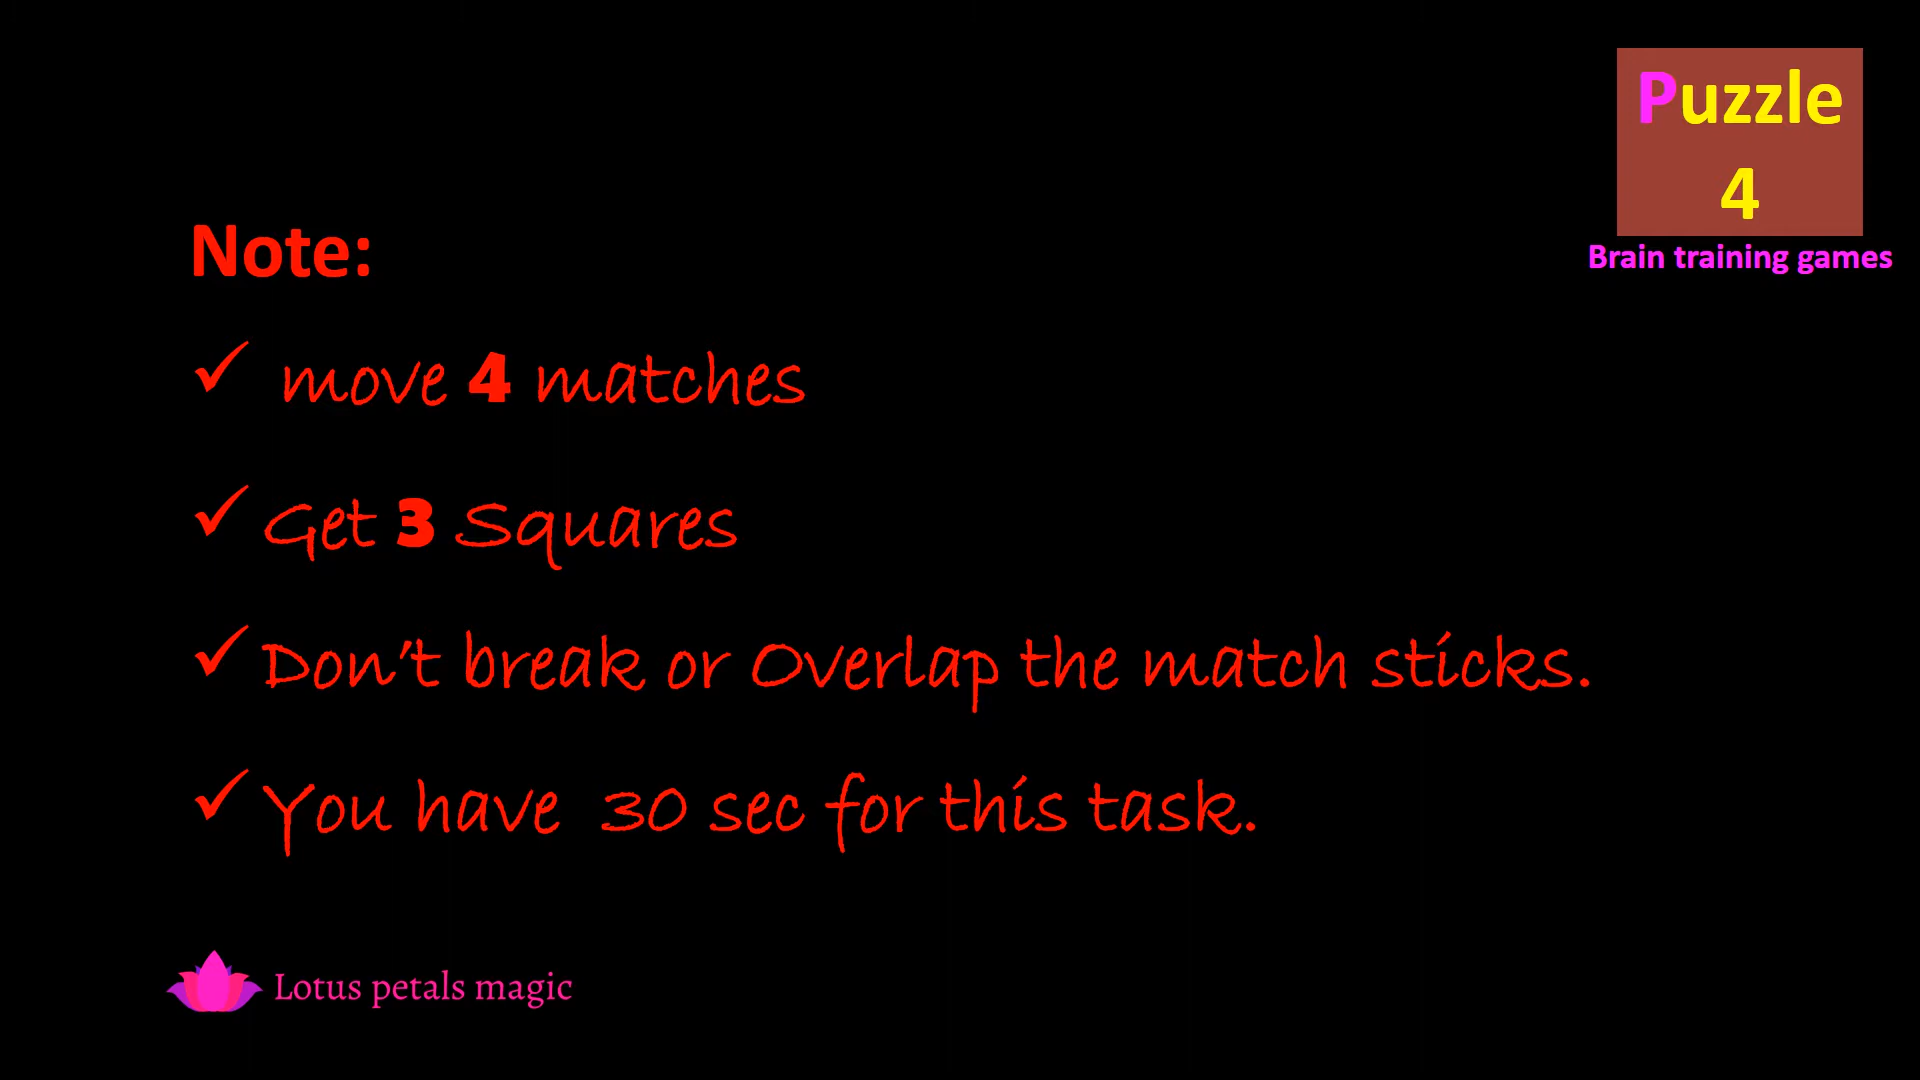 Puzzle
4
Brain training games
Note:
✓ move 4 matches
✓ Get 3 Squares
✓ Don't break or Overlap the match sticks.
✓ You have  30 sec for this task.
Lotus petals magic